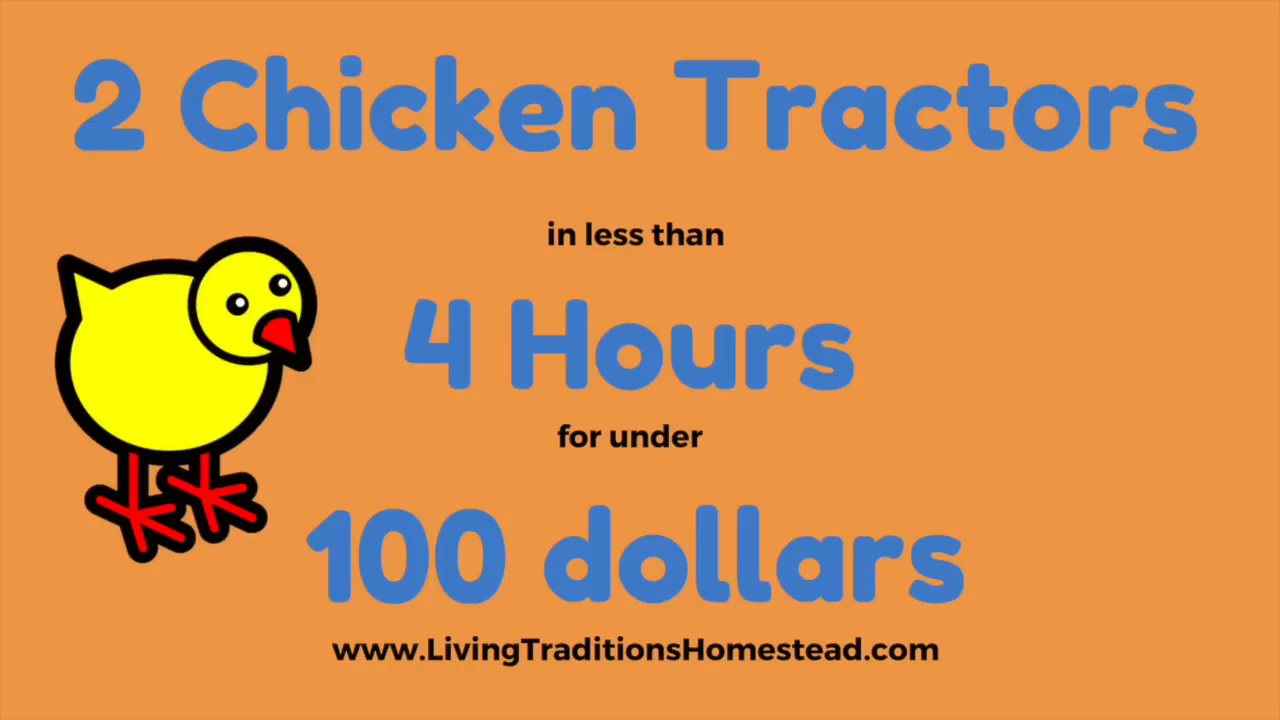 2 Chicken Tractors
in less than
4 Hours
for under
100 dollars
www.LivingTraditionsHomestead.com